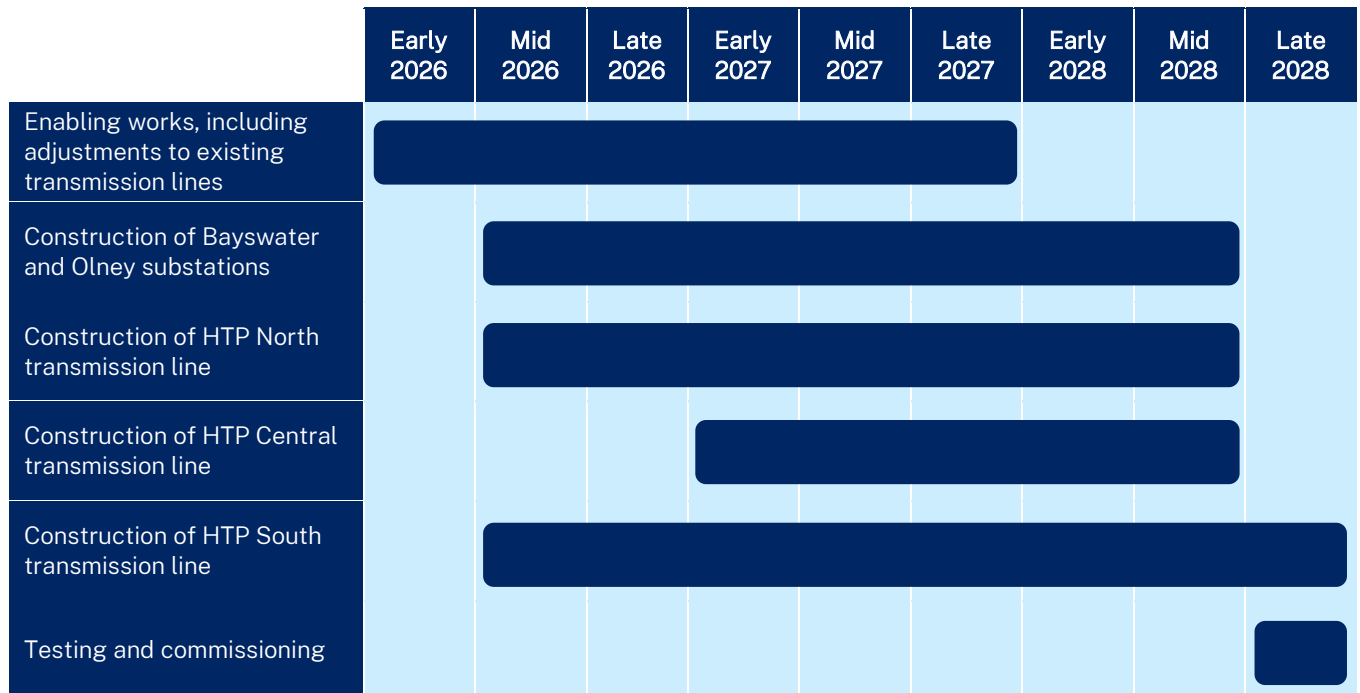 Early Mid Late Early Mid Late Early Mid Late
2026 2026 2026 2027 2027 2027 2028 2028 2028
Enabling works, including
adjustments to existing
transmission lines
Construction of Bayswater
and Olney substations
Construction of HTP North
transmission line
Construction of HTP Central
transmission line
Construction of HTP South
transmission line
Testing and commissioning